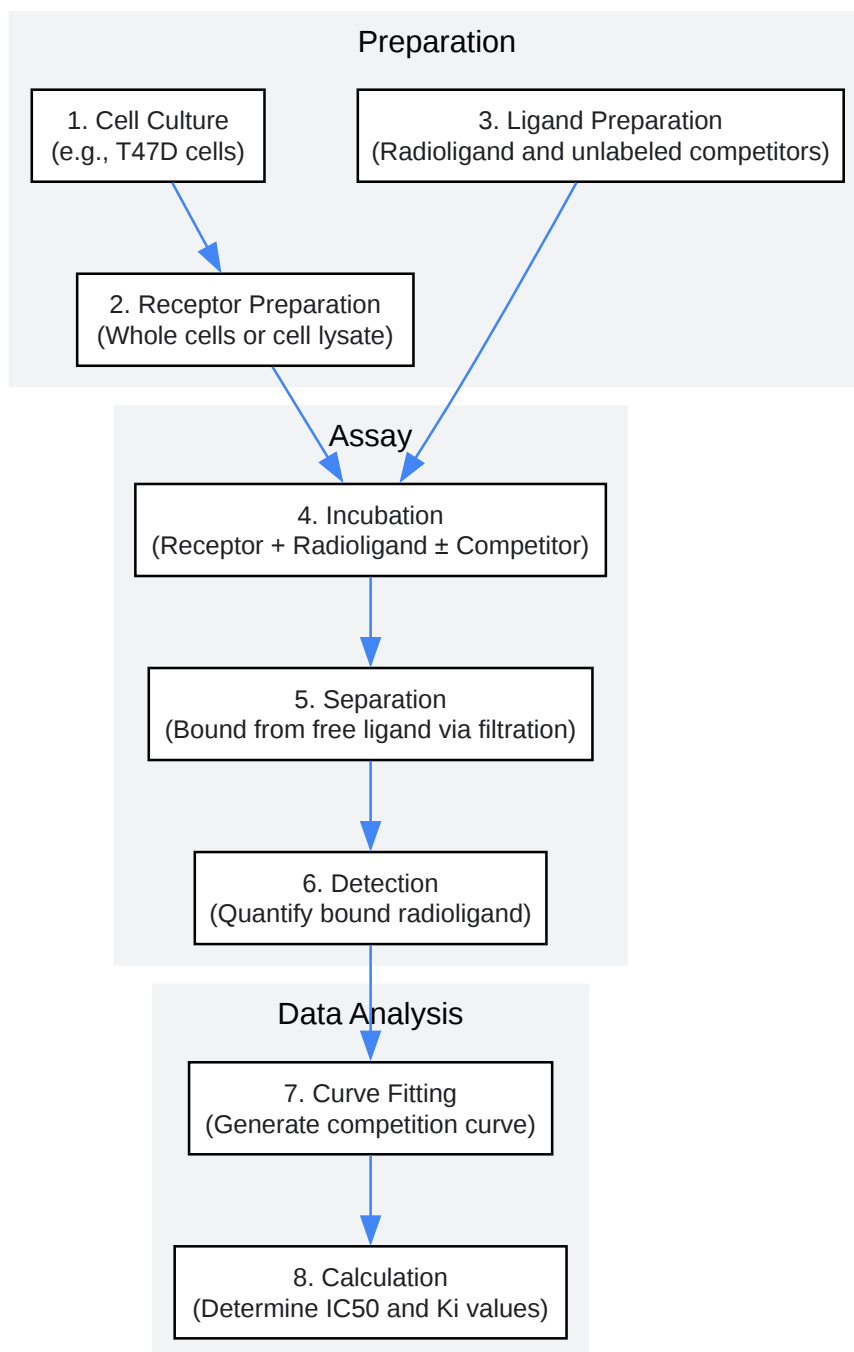 Preparation
1. Cell Culture
(e.g., T47D cells)
3. Ligand Preparation
(Radioligand and unlabeled competitors)
2. Receptor Preparation
(Whole cells or cell lysate)
Assay
4. Incubation
(Receptor + Radioligand ± Competitor)
5. Separation
(Bound from free ligand via filtration)
6. Detection
(Quantify bound radioligand)
Data Analysis
7. Curve Fitting
(Generate competition curve)
8. Calculation
(Determine IC50 and Ki values)